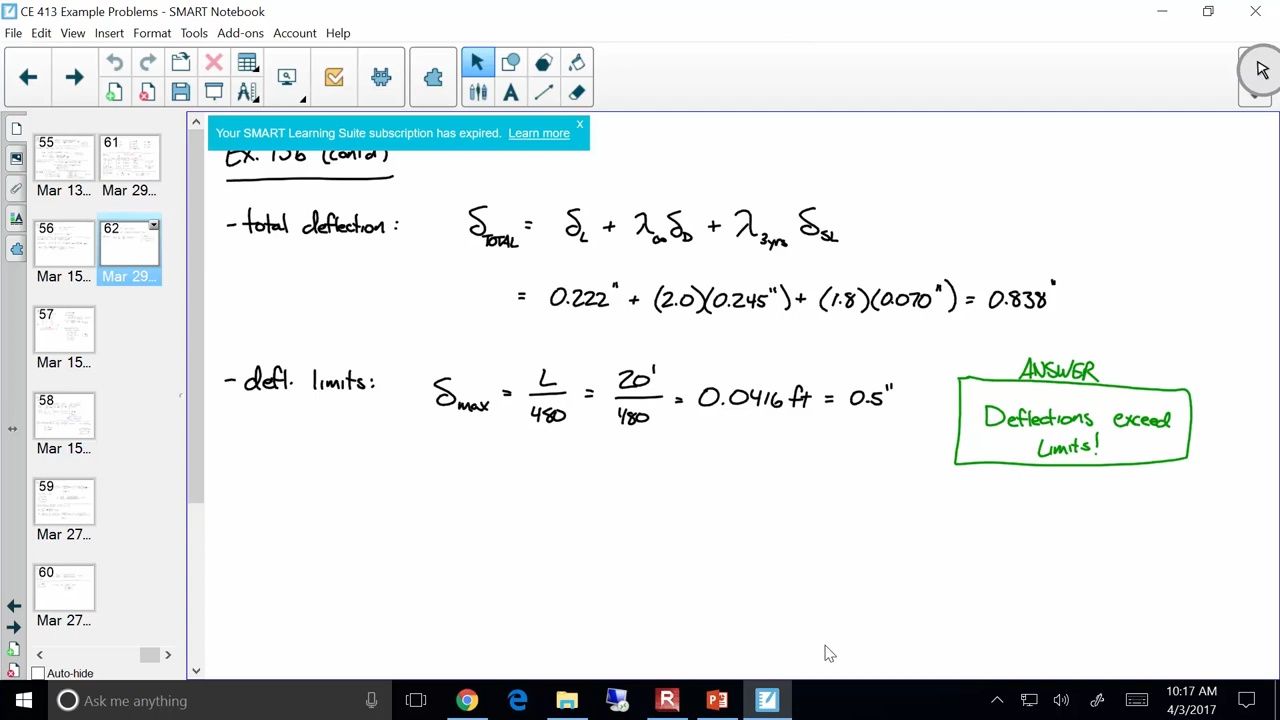 CE 413 Example Problems - SMART Notebook
File Edit View Insert Format Tools Add-ons Account Help
Your SMART Learning Suite subscription has expired. Learn more x
55 61
Mar 13... Mar 29...
56 62
Mar 15... Mar 29...
57
Mar 15...
58
Mar 15...
59
Mar 27...
60
Mar 27...
Auto-hide
Ex. 13b (cont'd)
- total deflection: δTOTAL = δL + λ∞δD + λ3yrs δSL
= 0.222" + (2.0)(0.245") + (1.8)(0.070") = 0.838"
- defl. limits: δmax = L/480 = 20'/480 = 0.0416 ft = 0.5"
ANSWER
Deflections exceed
Limits!
Ask me anything
10:17 AM
4/3/2017